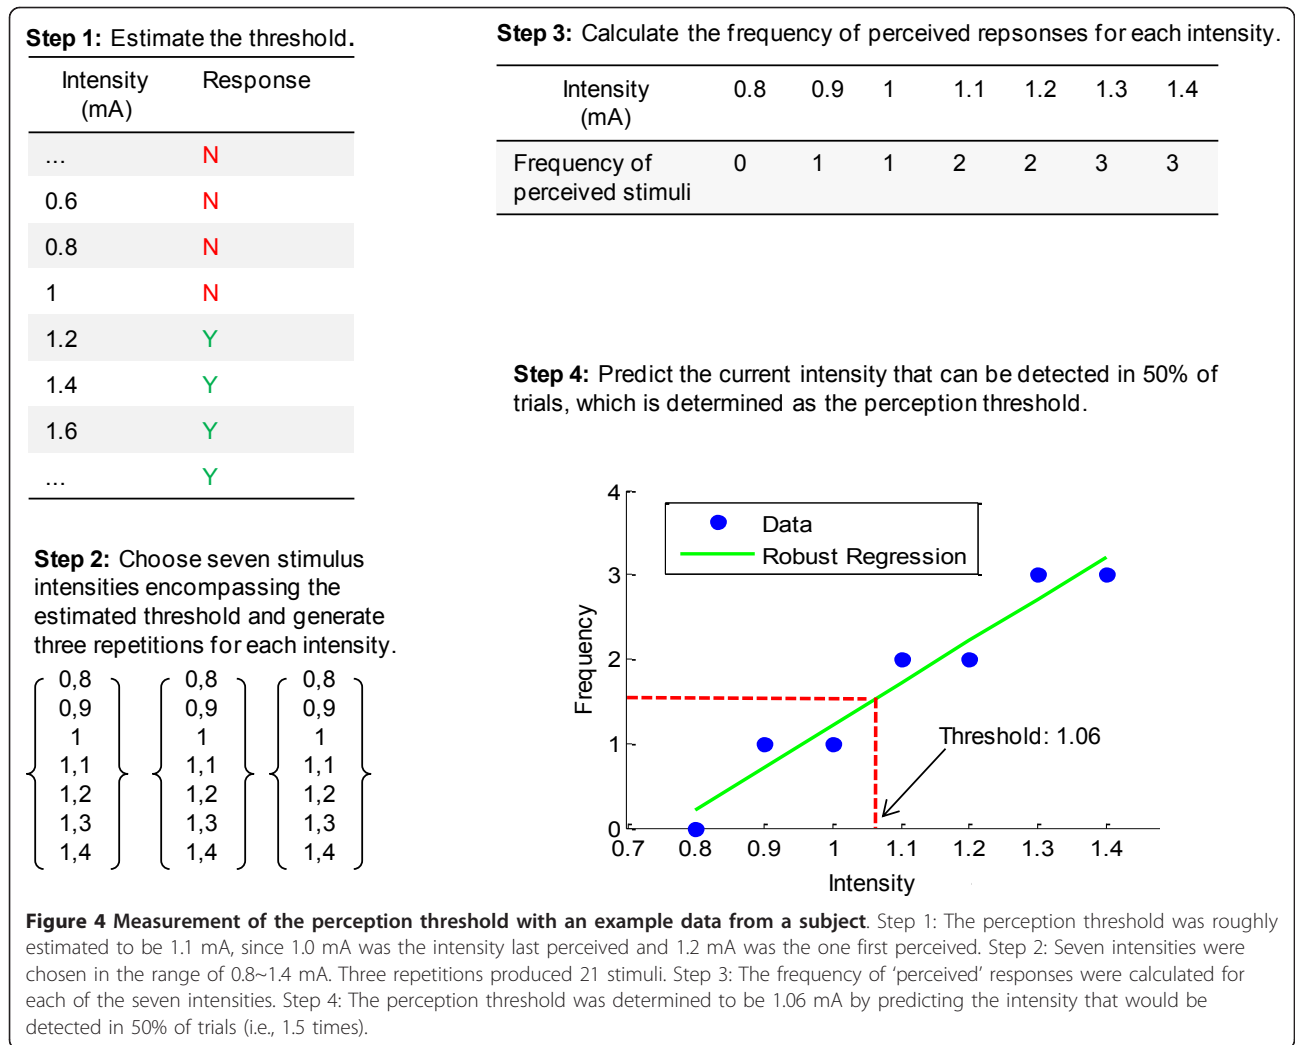 Step 1: Estimate the threshold.
Intensity (mA) Response
... N
0.6 N
0.8 N
1 N
1.2 Y
1.4 Y
1.6 Y
... Y
Step 2: Choose seven stimulus
intensities encompassing the
estimated threshold and generate
three repetitions for each intensity.
0,8 0,8 0,8
0,9 0,9 0,9
1 1 1
1,1 1,1 1,1
1,2 1,2 1,2
1,3 1,3 1,3
1,4 1,4 1,4
Step 3: Calculate the frequency of perceived repsonses for each intensity.
Intensity (mA) 0.8 0.9 1 1.1 1.2 1.3 1.4
Frequency of perceived stimuli 0 1 1 2 2 3 3
Step 4: Predict the current intensity that can be detected in 50% of
trials, which is determined as the perception threshold.
Data
Robust Regression
4
3
2
1
0
Frequency
Threshold: 1.06
0.7 0.8 0.9 1 1.1 1.2 1.3 1.4
Intensity
Figure 4 Measurement of the perception threshold with an example data from a subject. Step 1: The perception threshold was roughly
estimated to be 1.1 mA, since 1.0 mA was the intensity last perceived and 1.2 mA was the one first perceived. Step 2: Seven intensities were
chosen in the range of 0.8~1.4 mA. Three repetitions produced 21 stimuli. Step 3: The frequency of 'perceived' responses were calculated for
each of the seven intensities. Step 4: The perception threshold was determined to be 1.06 mA by predicting the intensity that would be
detected in 50% of trials (i.e., 1.5 times).